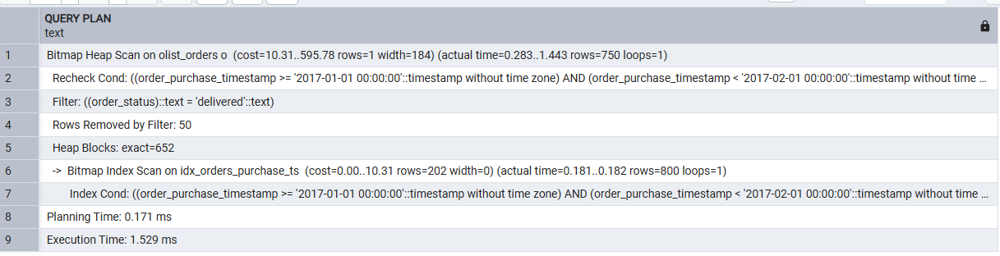 QUERY PLAN
text
1 Bitmap Heap Scan on olist_orders o (cost=10.31..595.78 rows=1 width=184) (actual time=0.283..1.443 rows=750 loops=1)
2 Recheck Cond: ((order_purchase_timestamp >= '2017-01-01 00:00:00'::timestamp without time zone) AND (order_purchase_timestamp < '2017-02-01 00:00:00'::timestamp without time ...
3 Filter: ((order_status)::text = 'delivered'::text)
4 Rows Removed by Filter: 50
5 Heap Blocks: exact=652
6 -> Bitmap Index Scan on idx_orders_purchase_ts (cost=0.00..10.31 rows=202 width=0) (actual time=0.181..0.182 rows=800 loops=1)
7 Index Cond: ((order_purchase_timestamp >= '2017-01-01 00:00:00'::timestamp without time zone) AND (order_purchase_timestamp < '2017-02-01 00:00:00'::timestamp without time ...
8 Planning Time: 0.171 ms
9 Execution Time: 1.529 ms